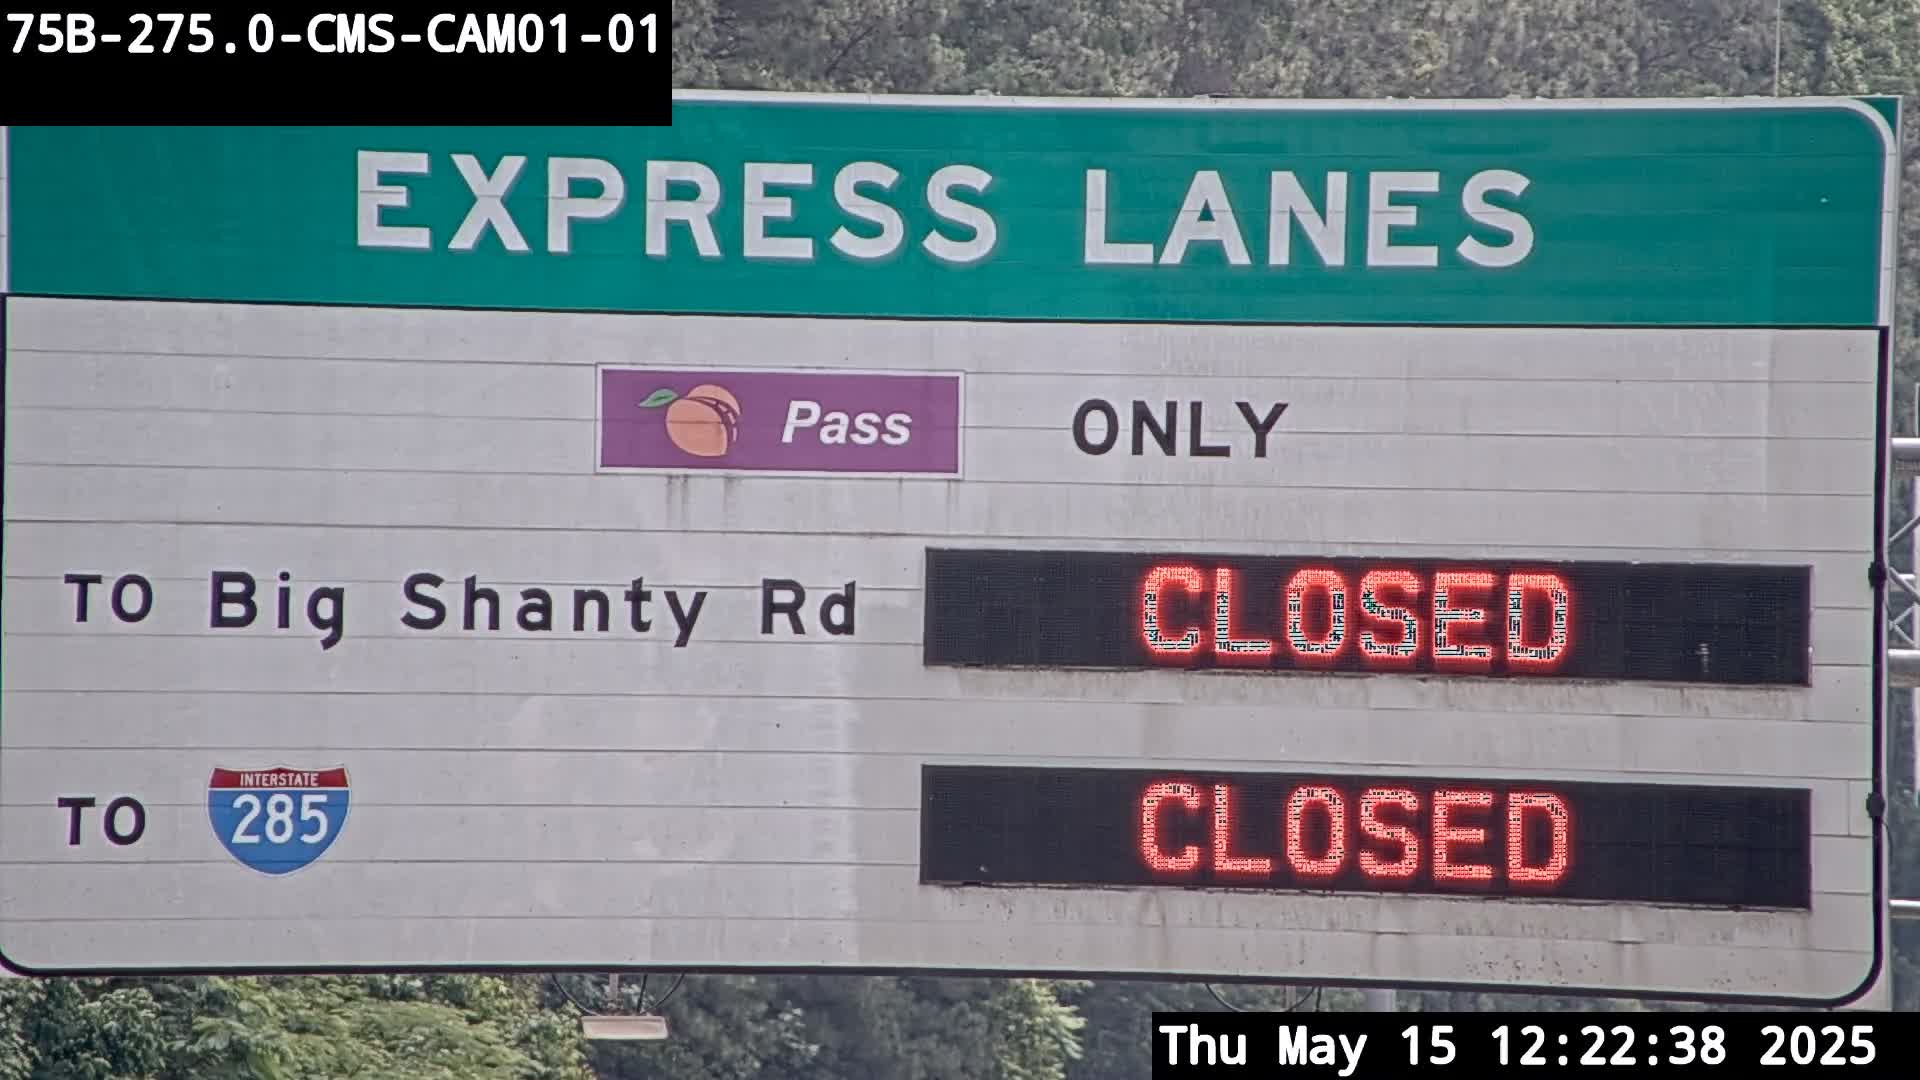 75B-275.0-CMS-CAM01-01
EXPRESS LANES
Pass ONLY
TO Big Shanty Rd CLOSED
TO INTERSTATE 285 CLOSED
Thu May 15 12:22:38 2025